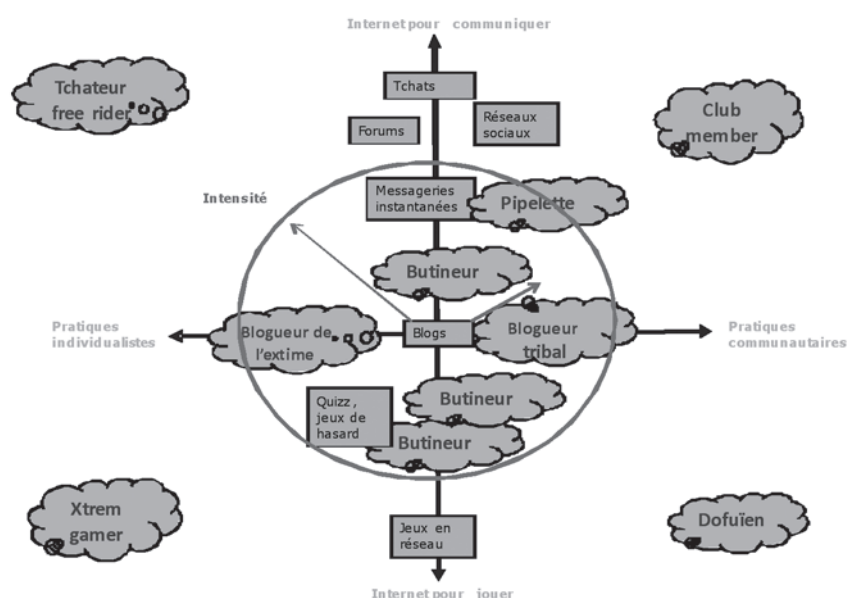 Internet pour communiquer
Tchats
Tchateur
free rider
Réseaux
sociaux
Club
member
Forums
Intensité
Messageries
instantanées
Pipelette
Butineur
Pratiques
individualistes
Blogueur de
l'extime
Blogs
Blogueur
tribal
Pratiques
communautaires
Quizz,
jeux de
hasard
Butineur
Butineur
Xtrem
gamer
Jeux en
réseau
Dofuïen
Internet pour jouer